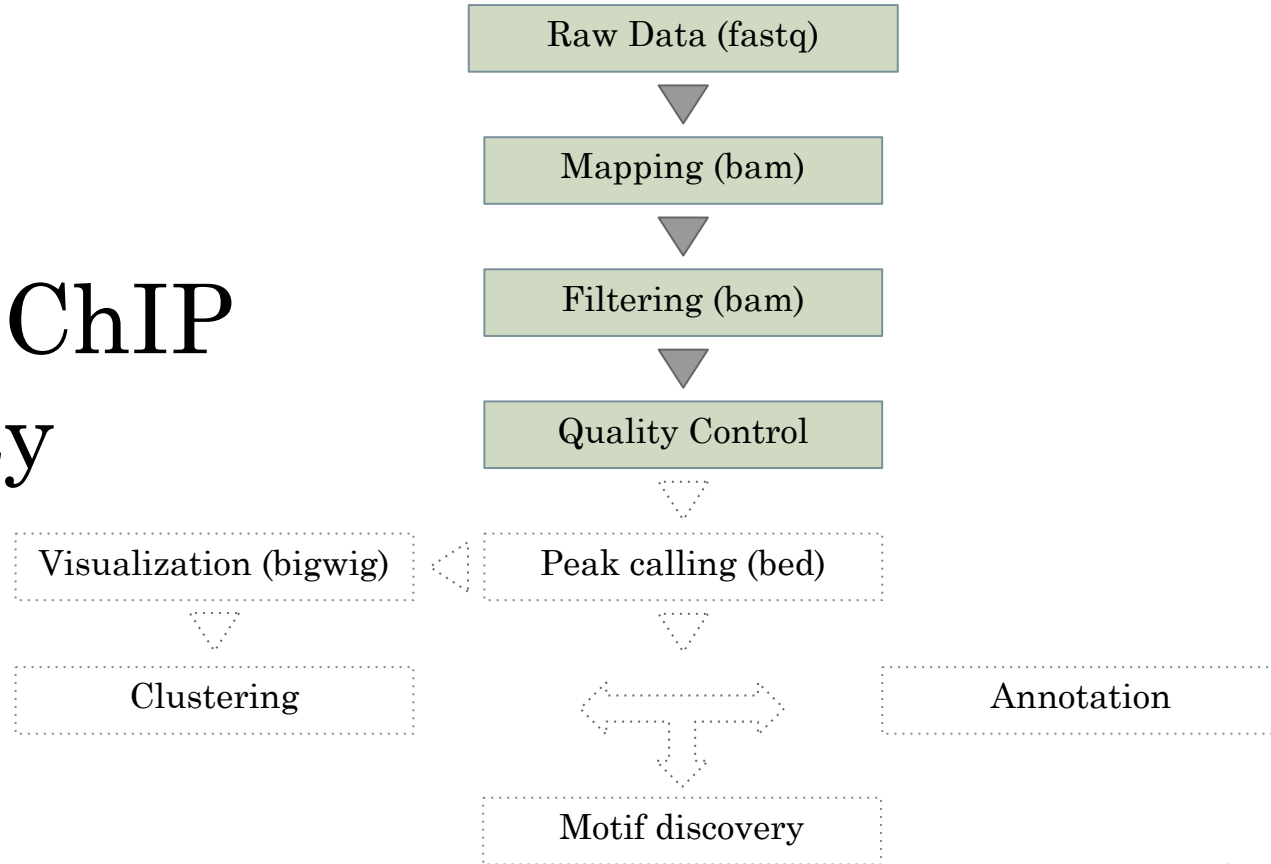 Raw Data (fastq)
Mapping (bam)
Filtering (bam)
ChIP
Quality Control
Visualization (bigwig)
Peak calling (bed)
Clustering
Annotation
Motif discovery